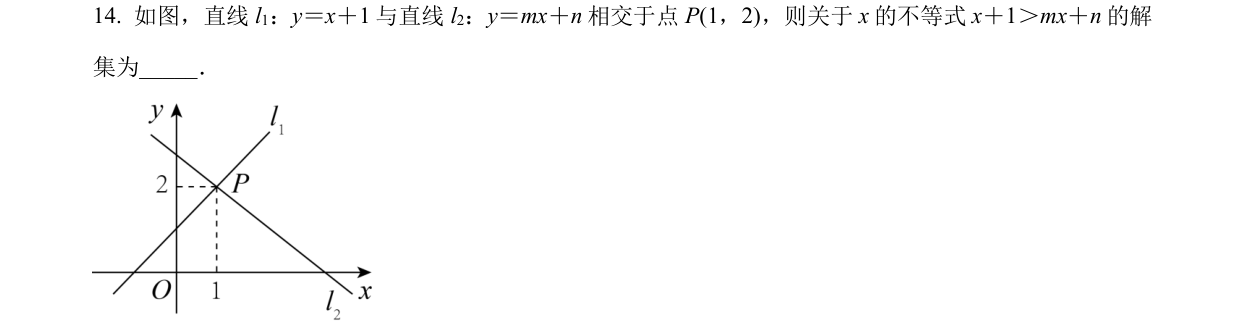 14. 如图，直线 l₁：y＝x＋1 与直线 l₂：y＝mx＋n 相交于点 P(1，2)，则关于 x 的不等式 x＋1＞mx＋n 的解
集为_____．
y l₁
2 P
O 1 l₂ x